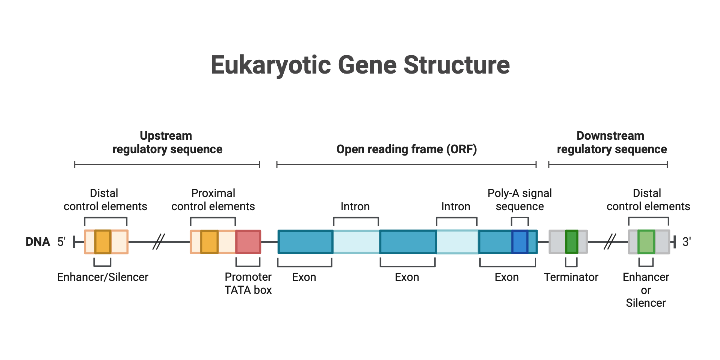 Eukaryotic Gene Structure
Upstream
regulatory sequence
Open reading frame (ORF)
Downstream
regulatory sequence
Distal
control elements
Proximal
control elements
Intron
Intron
Poly-A signal
sequence
Distal
control elements
DNA 5'
3'
Enhancer/Silencer
Promoter
TATA box
Exon
Exon
Exon
Terminator
Enhancer
or
Silencer